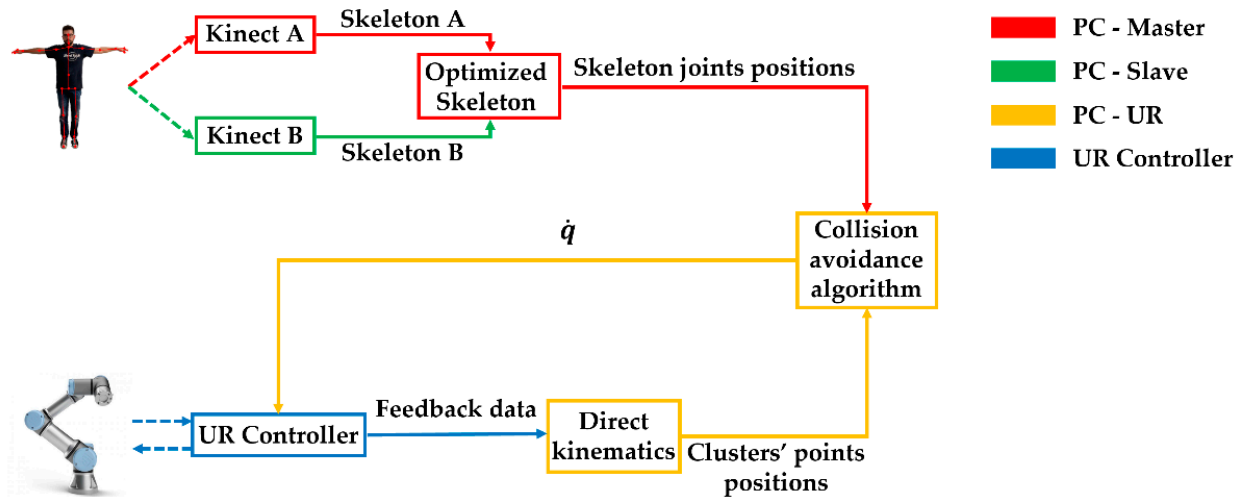 Skeleton A
Kinect A
Optimized
Skeleton
Skeleton joints positions
Kinect B
Skeleton B
PC - Master
PC - Slave
PC - UR
UR Controller
q̇
Collision
avoidance
algorithm
UR Controller
Feedback data
Direct
kinematics
Clusters’ points
positions